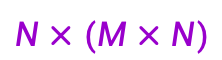 N × (M × N)